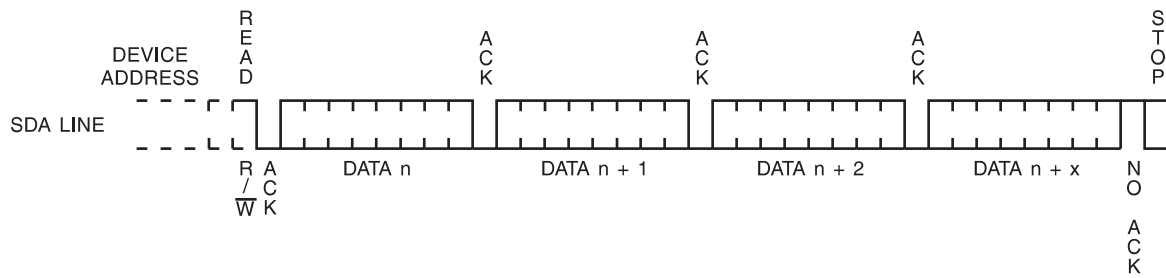 READ
ACK
ACK
ACK
STOP
DEVICE
ADDRESS
SDA LINE
R/W
ACK
DATA n
DATA n + 1
DATA n + 2
DATA n + x
NO ACK